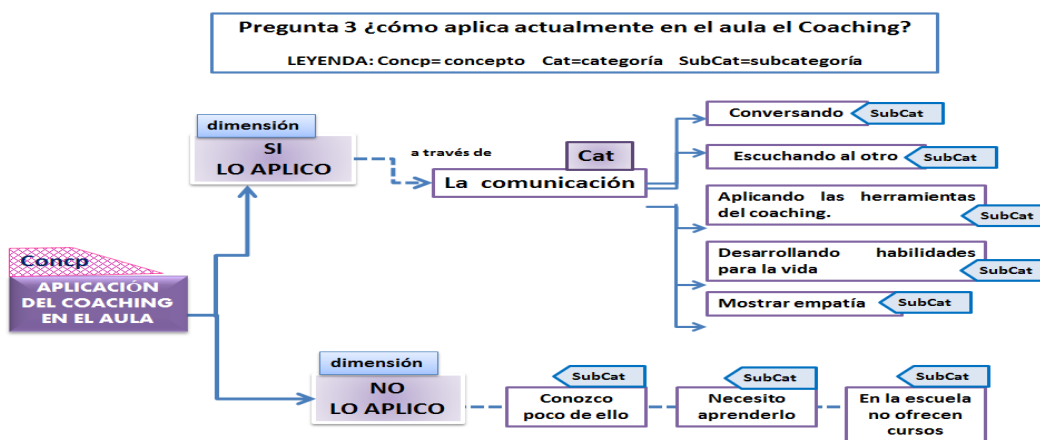 Pregunta 3 ¿cómo aplica actualmente en el aula el Coaching?
LEYENDA: Concp= concepto Cat=categoría SubCat=subcategoría
dimensión
SI
LO APLICO
a través de
Cat
La comunicación
Conversando
SubCat
Escuchando al otro
SubCat
Aplicando las herramientas
del coaching.
SubCat
Desarrollando habilidades
para la vida
SubCat
Mostrar empatía
SubCat
Concp
APLICACIÓN
DEL COACHING
EN EL AULA
dimensión
NO
LO APLICO
SubCat
Conozco
poco de ello
SubCat
Necesito
aprenderlo
SubCat
En la escuela
no ofrecen
cursos